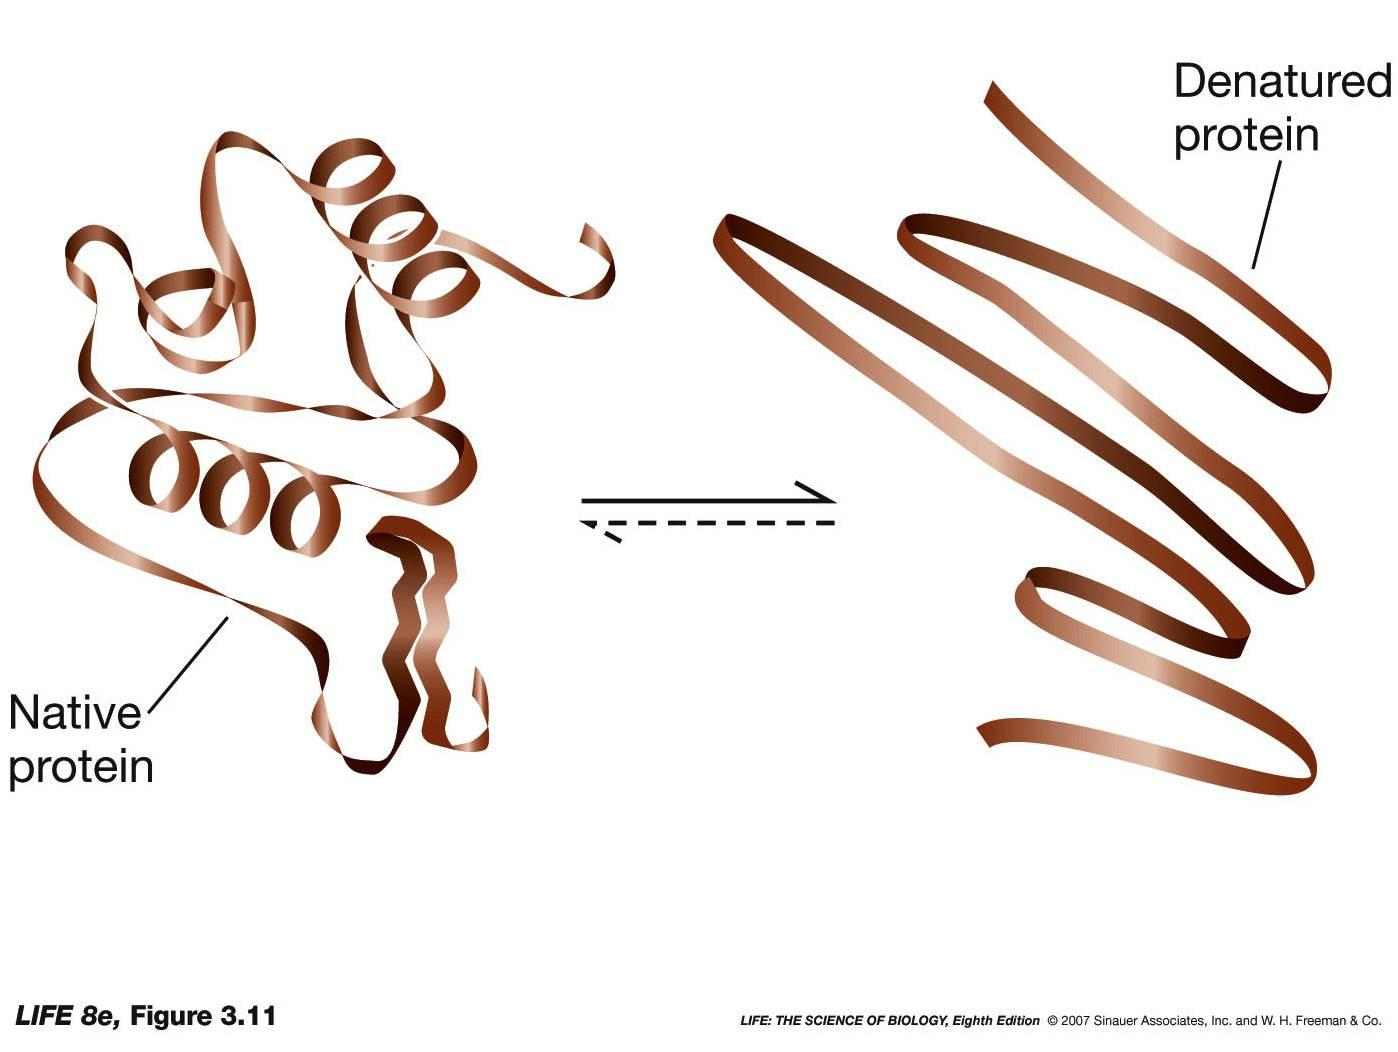 Denatured
protein
Native
protein
LIFE 8e, Figure 3.11
LIFE: THE SCIENCE OF BIOLOGY, Eighth Edition © 2007 Sinauer Associates, Inc. and W. H. Freeman & Co.